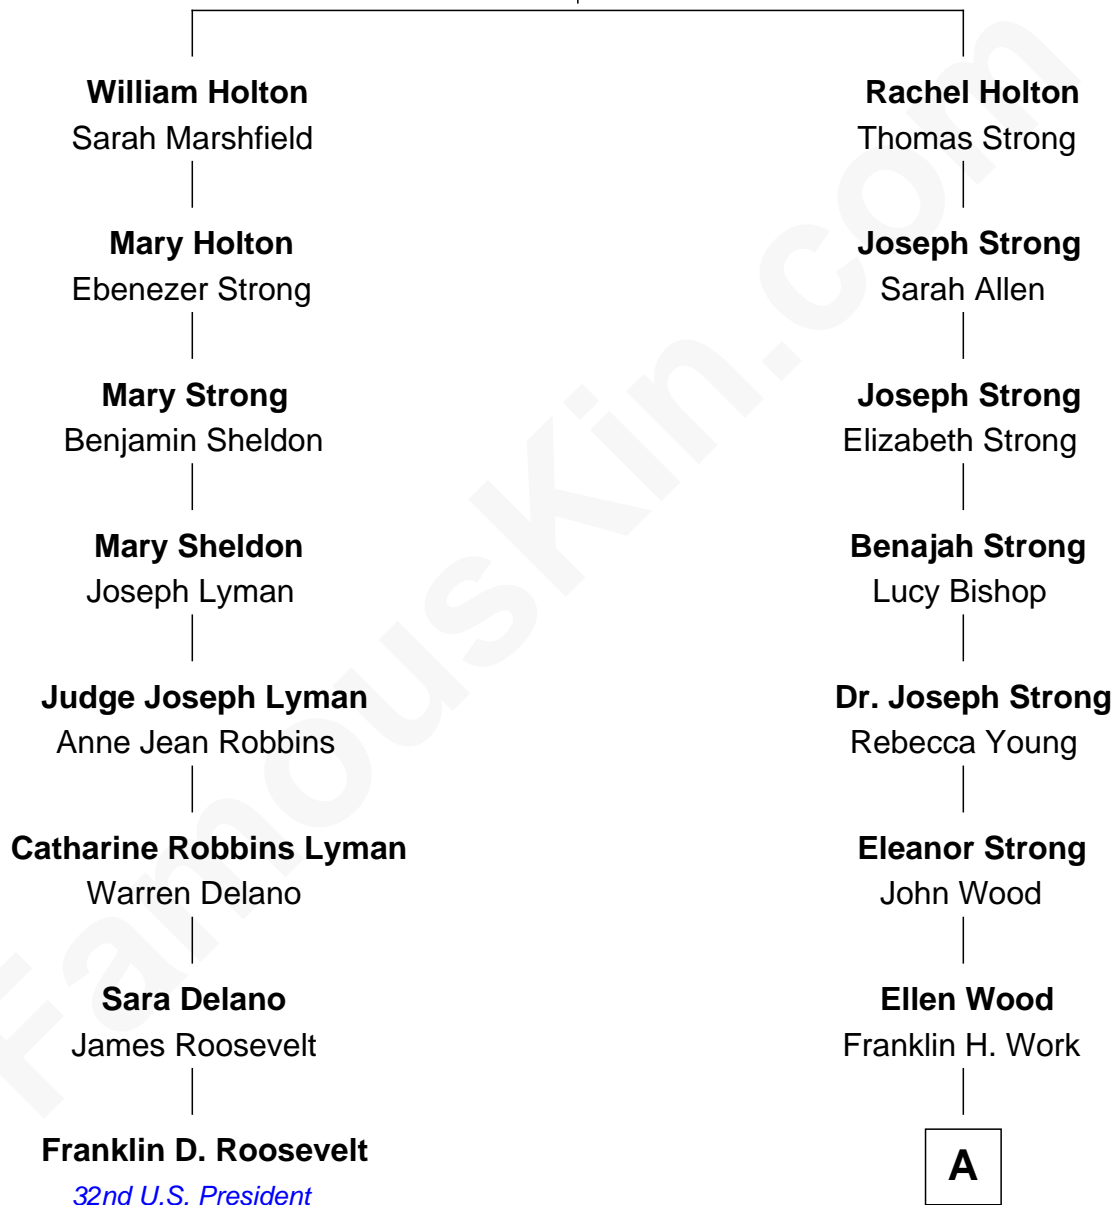 William Holton
Sarah Marshfield
Rachel Holton
Thomas Strong
Mary Holton
Ebenezer Strong
Joseph Strong
Sarah Allen
Mary Strong
Benjamin Sheldon
Joseph Strong
Elizabeth Strong
Mary Sheldon
Joseph Lyman
Benajah Strong
Lucy Bishop
Judge Joseph Lyman
Anne Jean Robbins
Dr. Joseph Strong
Rebecca Young
Catharine Robbins Lyman
Warren Delano
Eleanor Strong
John Wood
Sara Delano
James Roosevelt
Ellen Wood
Franklin H. Work
Franklin D. Roosevelt
32nd U.S. President
A
FamousKin.com